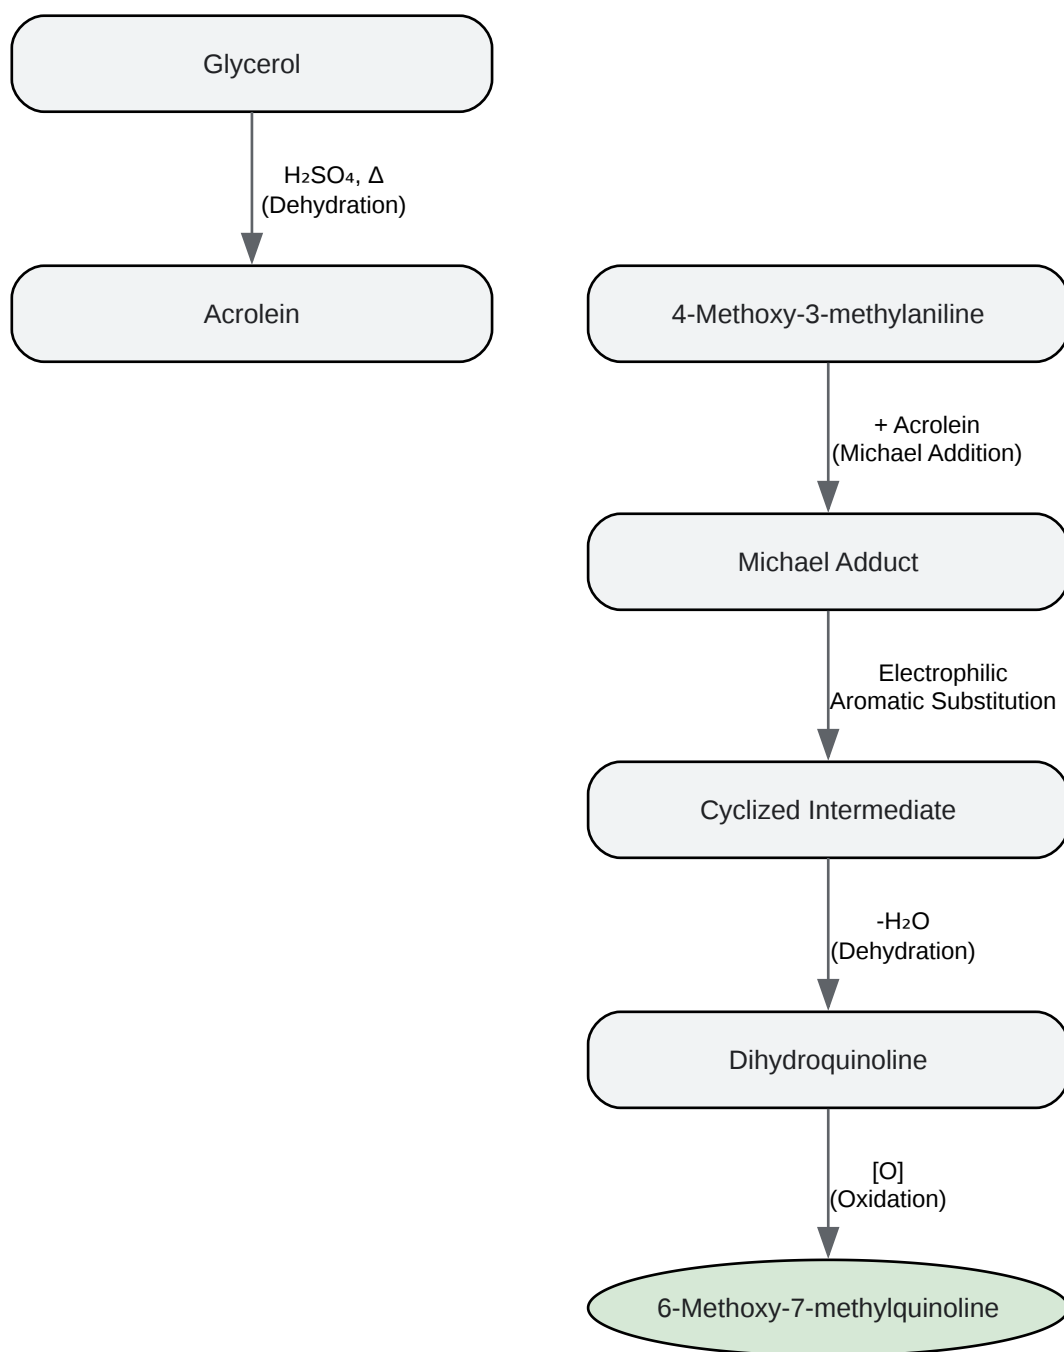 Glycerol
H₂SO₄, Δ
(Dehydration)
Acrolein
4-Methoxy-3-methylaniline
+ Acrolein
(Michael Addition)
Michael Adduct
Electrophilic
Aromatic Substitution
Cyclized Intermediate
-H₂O
(Dehydration)
Dihydroquinoline
[O]
(Oxidation)
6-Methoxy-7-methylquinoline